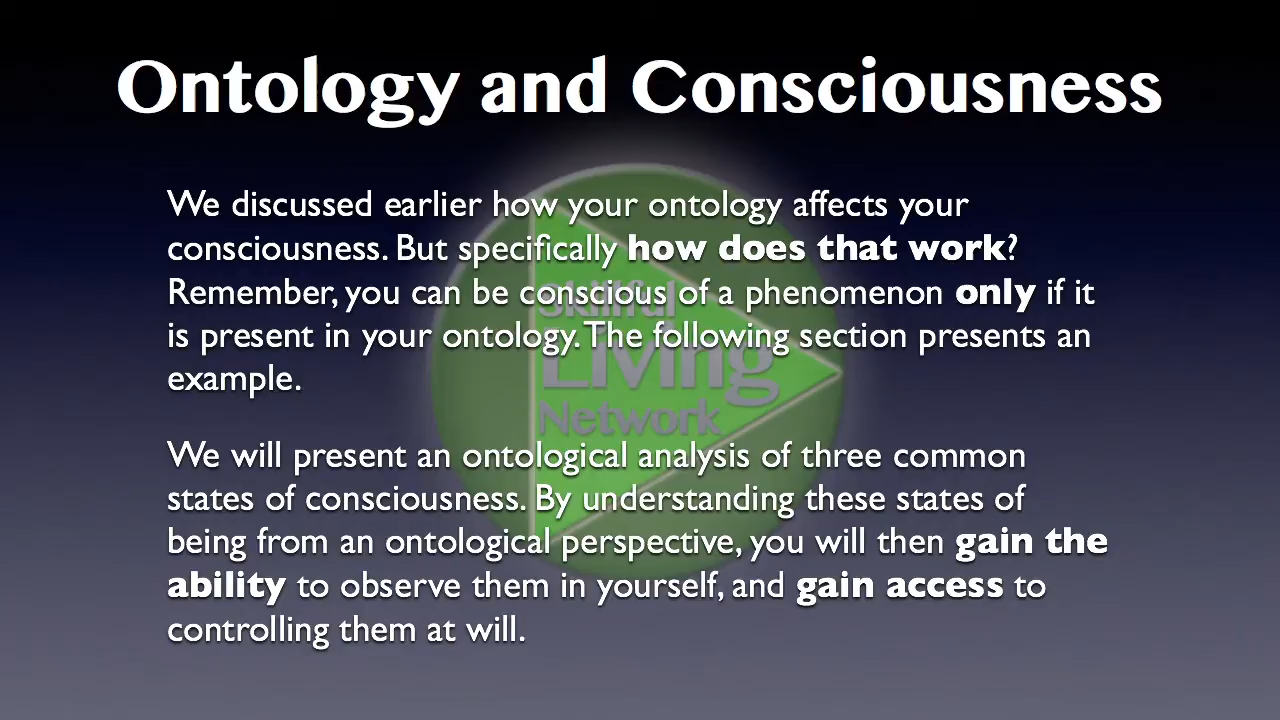 Ontology and Consciousness
We discussed earlier how your ontology affects your
consciousness. But specifically how does that work?
Remember, you can be conscious of a phenomenon only if it
is present in your ontology. The following section presents an
example.
We will present an ontological analysis of three common
states of consciousness. By understanding these states of
being from an ontological perspective, you will then gain the
ability to observe them in yourself, and gain access to
controlling them at will.
Skillful
Living
Network